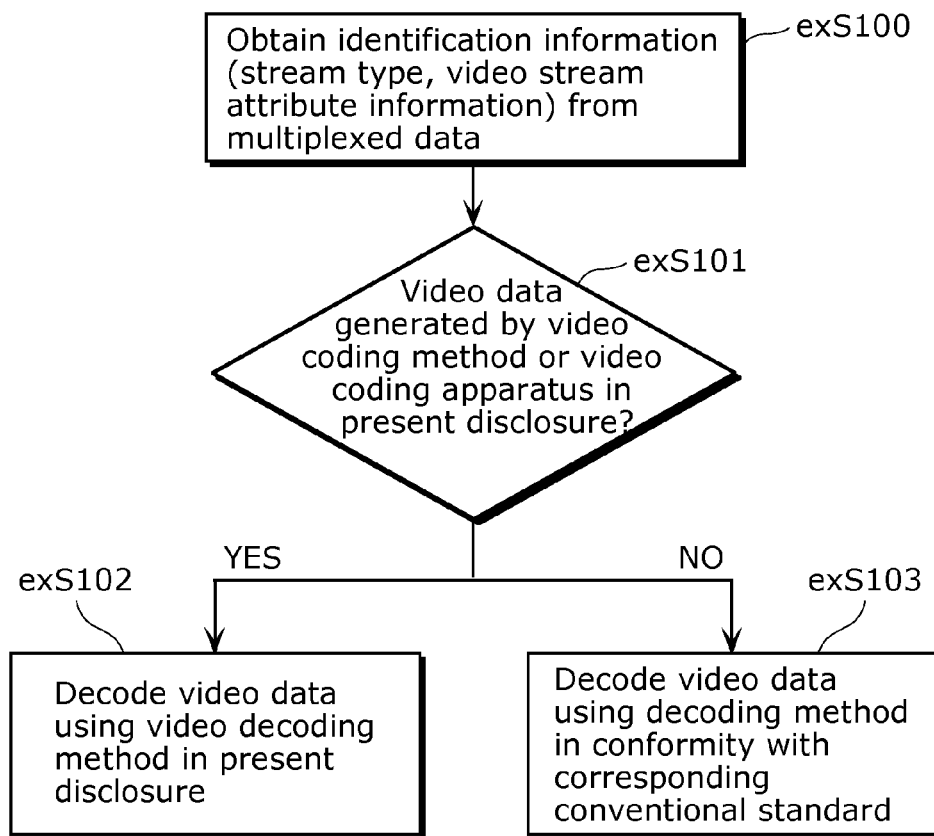 exS100
Obtain identification information
(stream type, video stream
attribute information) from
multiplexed data
exS101
Video data
generated by video
coding method or video
coding apparatus in
present disclosure?
YES
NO
exS102
exS103
Decode video data
using video decoding
method in present
disclosure
Decode video data
using decoding method
in conformity with
corresponding
conventional standard